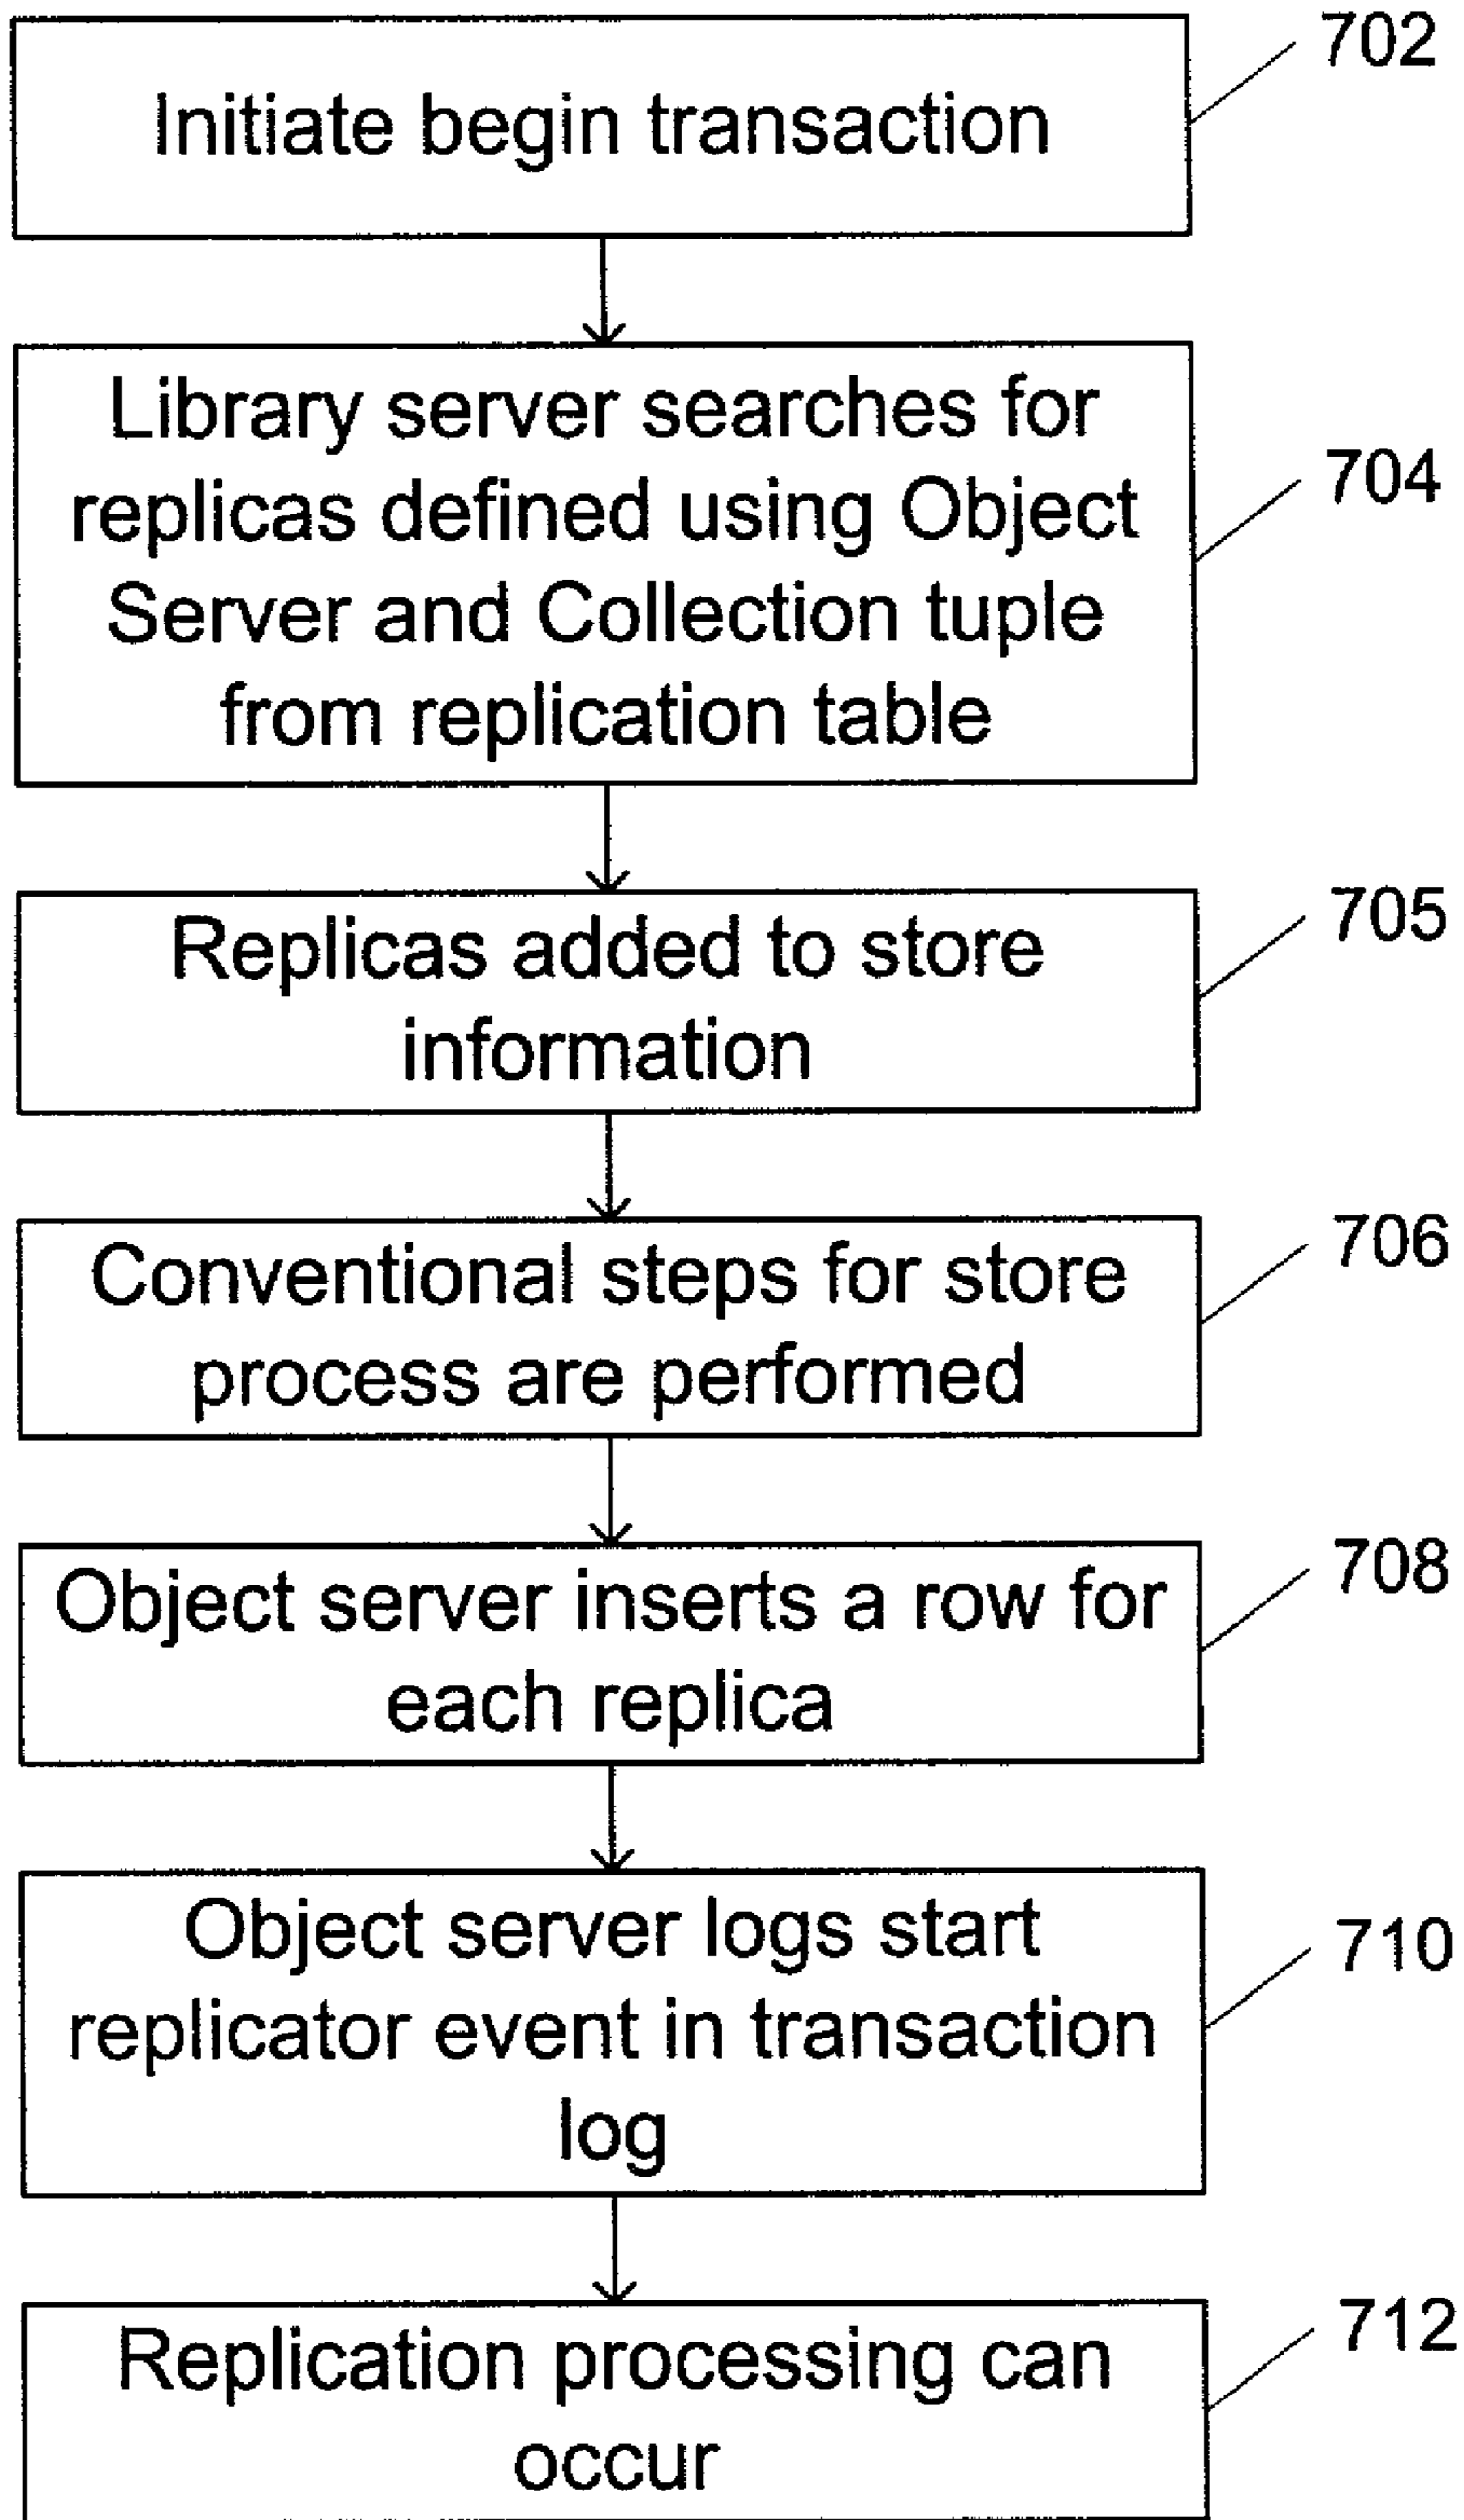 702
Initiate begin transaction
Library server searches for
replicas defined using Object
Server and Collection tuple
from replication table
704
Replicas added to store
information
705
Conventional steps for store
process are performed
706
Object server inserts a row for
each replica
708
Object server logs start
replicator event in transaction
log
710
Replication processing can
occur
712